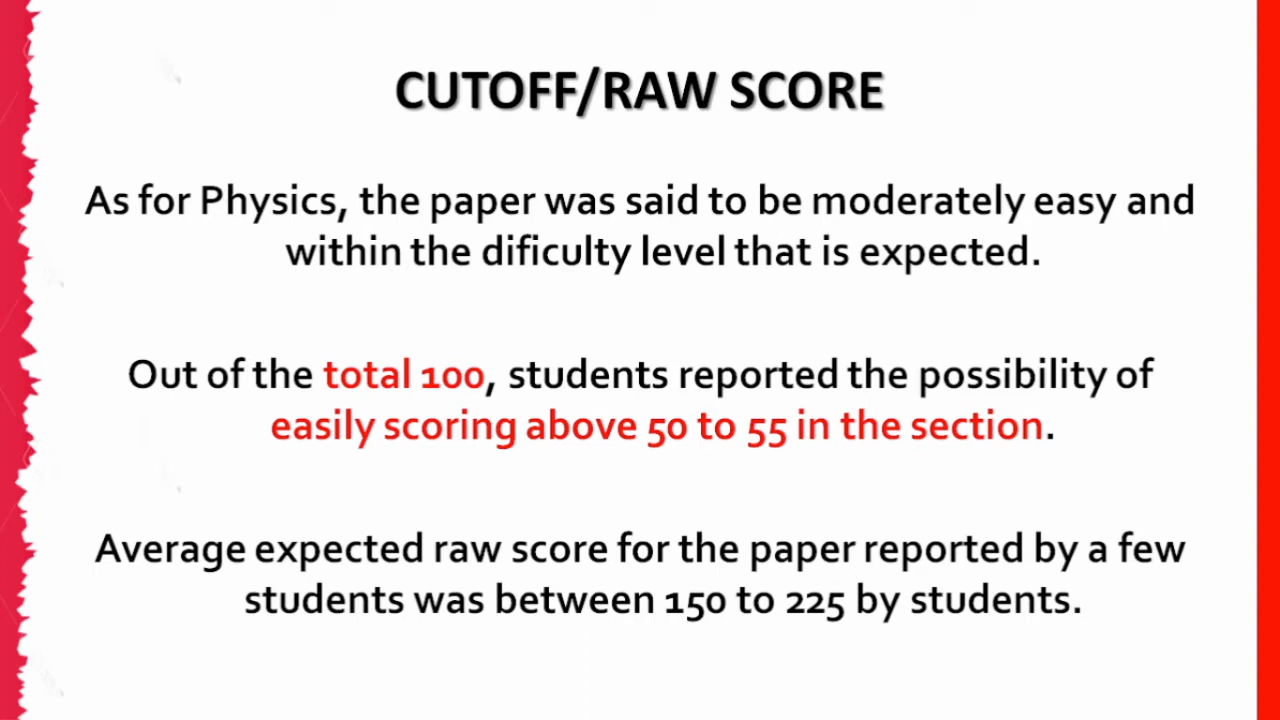 CUTOFF/RAW SCORE
As for Physics, the paper was said to be moderately easy and
within the dificulty level that is expected.
Out of the total 100, students reported the possibility of
easily scoring above 50 to 55 in the section.
Average expected raw score for the paper reported by a few
students was between 150 to 225 by students.